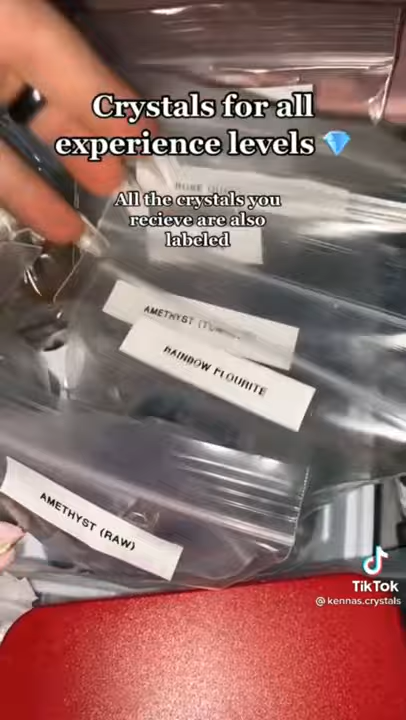 Crystals for all
experience levels 💎
ROSE
All the crystals you
recieve are also
labeled
AMETHYST
RAINBOW FLOURITE
AMETHYST (RAW)
TikTok
@kennas.crystals